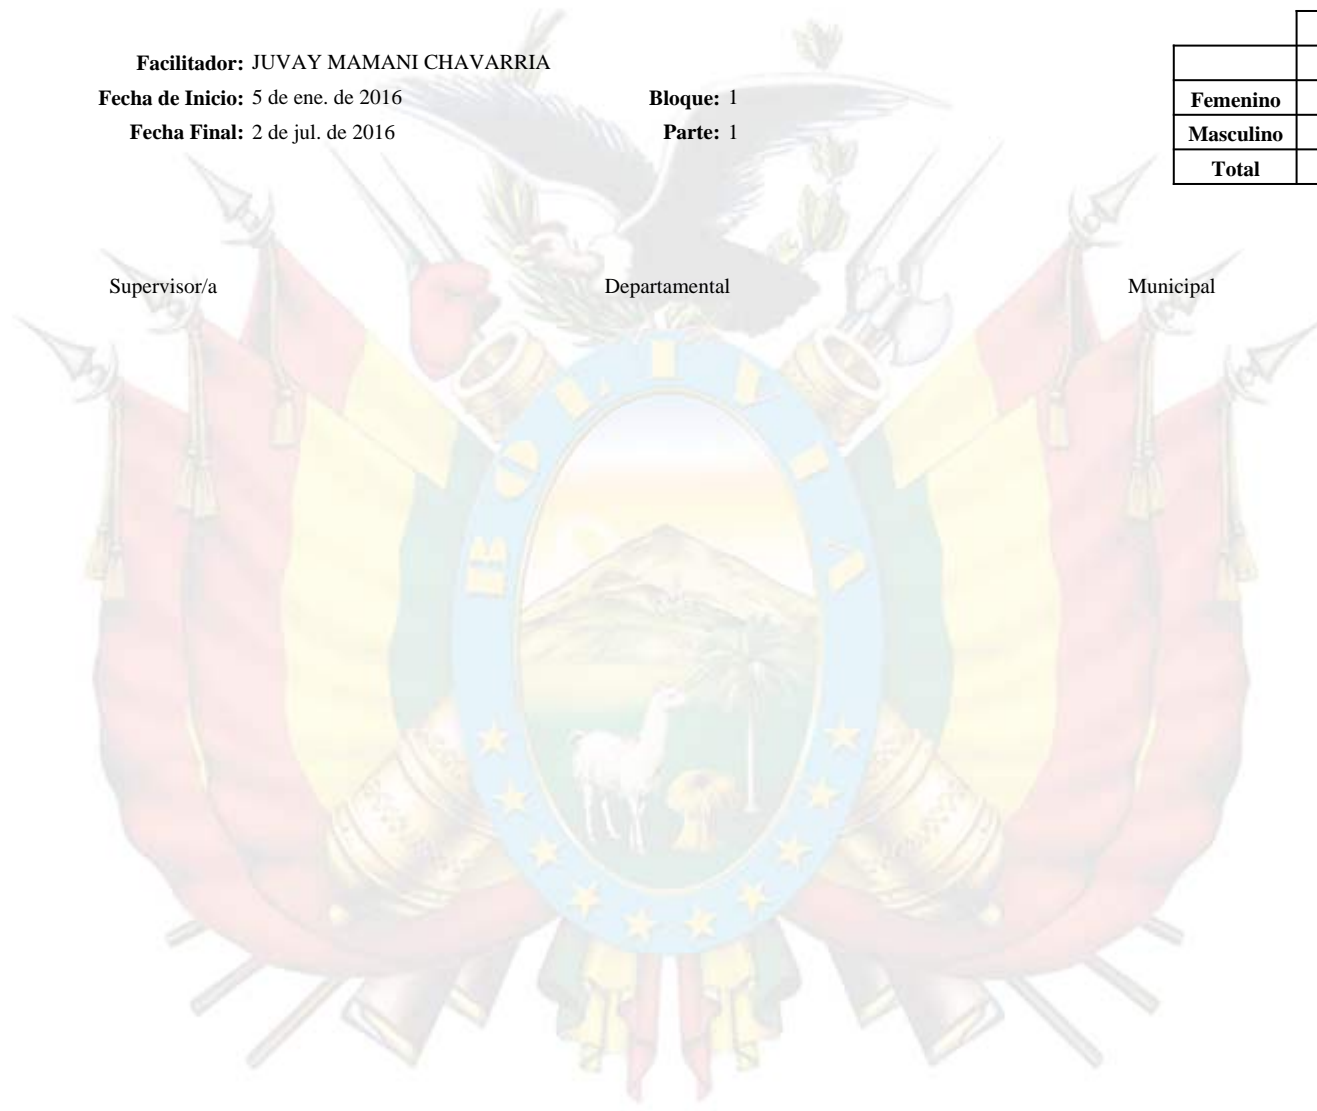 Facilitador: JUVAY MAMANI CHAVARRIA
Fecha de Inicio: 5 de ene. de 2016
Bloque: 1
Fecha Final: 2 de jul. de 2016
Parte: 1
Femenino
Masculino
Total
Supervisor/a
Departamental
Municipal
BOLIVIA